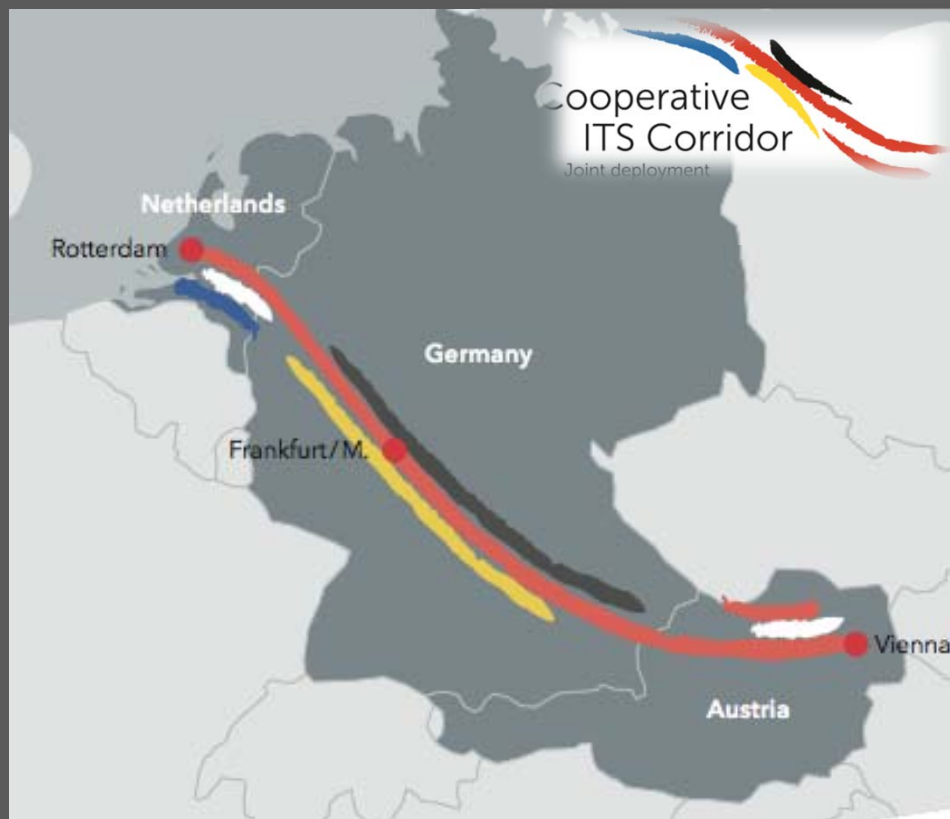 Cooperative
ITS Corridor
Joint deployment
Netherlands
Rotterdam
Germany
Frankfurt/M.
Vienna
Austria